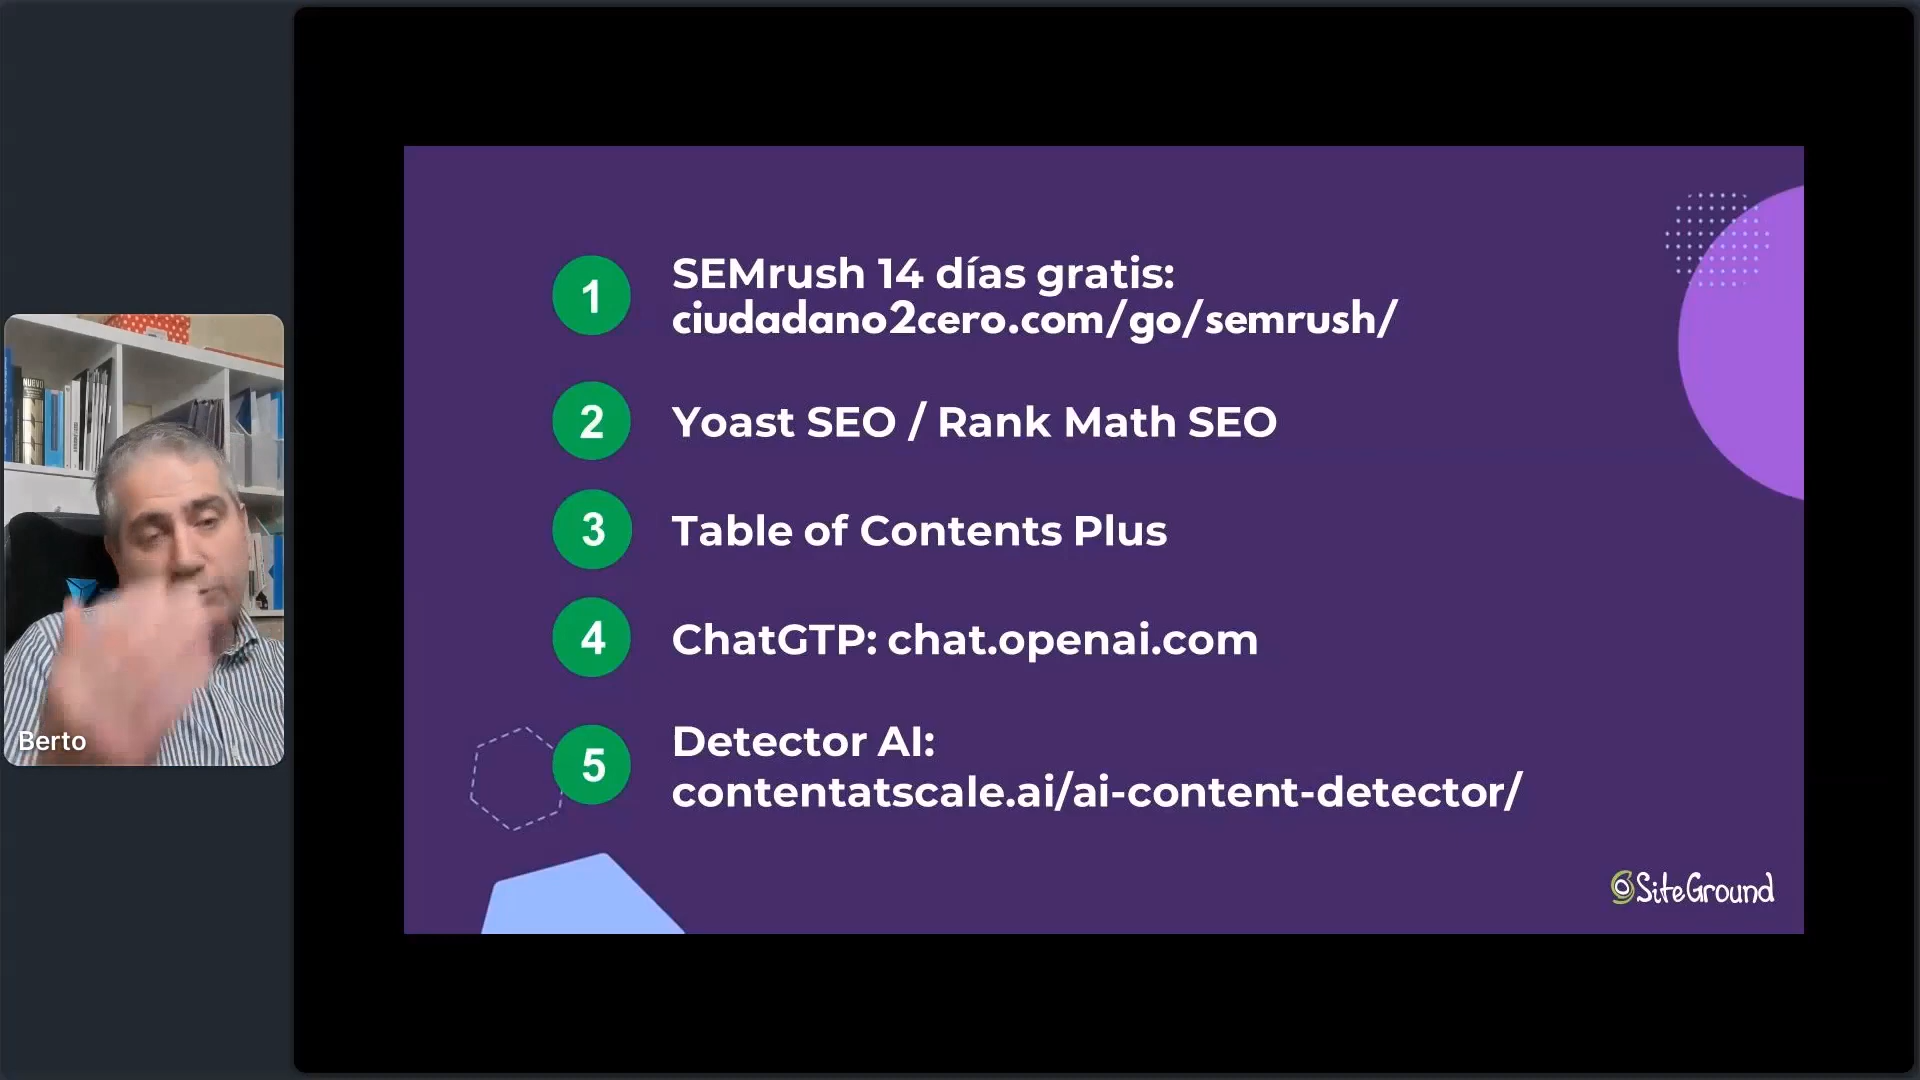 NUEVO
Berto
1
SEMrush 14 días gratis:
ciudadano2cero.com/go/semrush/
2
Yoast SEO / Rank Math SEO
3
Table of Contents Plus
4
ChatGTP: chat.openai.com
5
Detector AI:
contentatscale.ai/ai-content-detector/
SiteGround